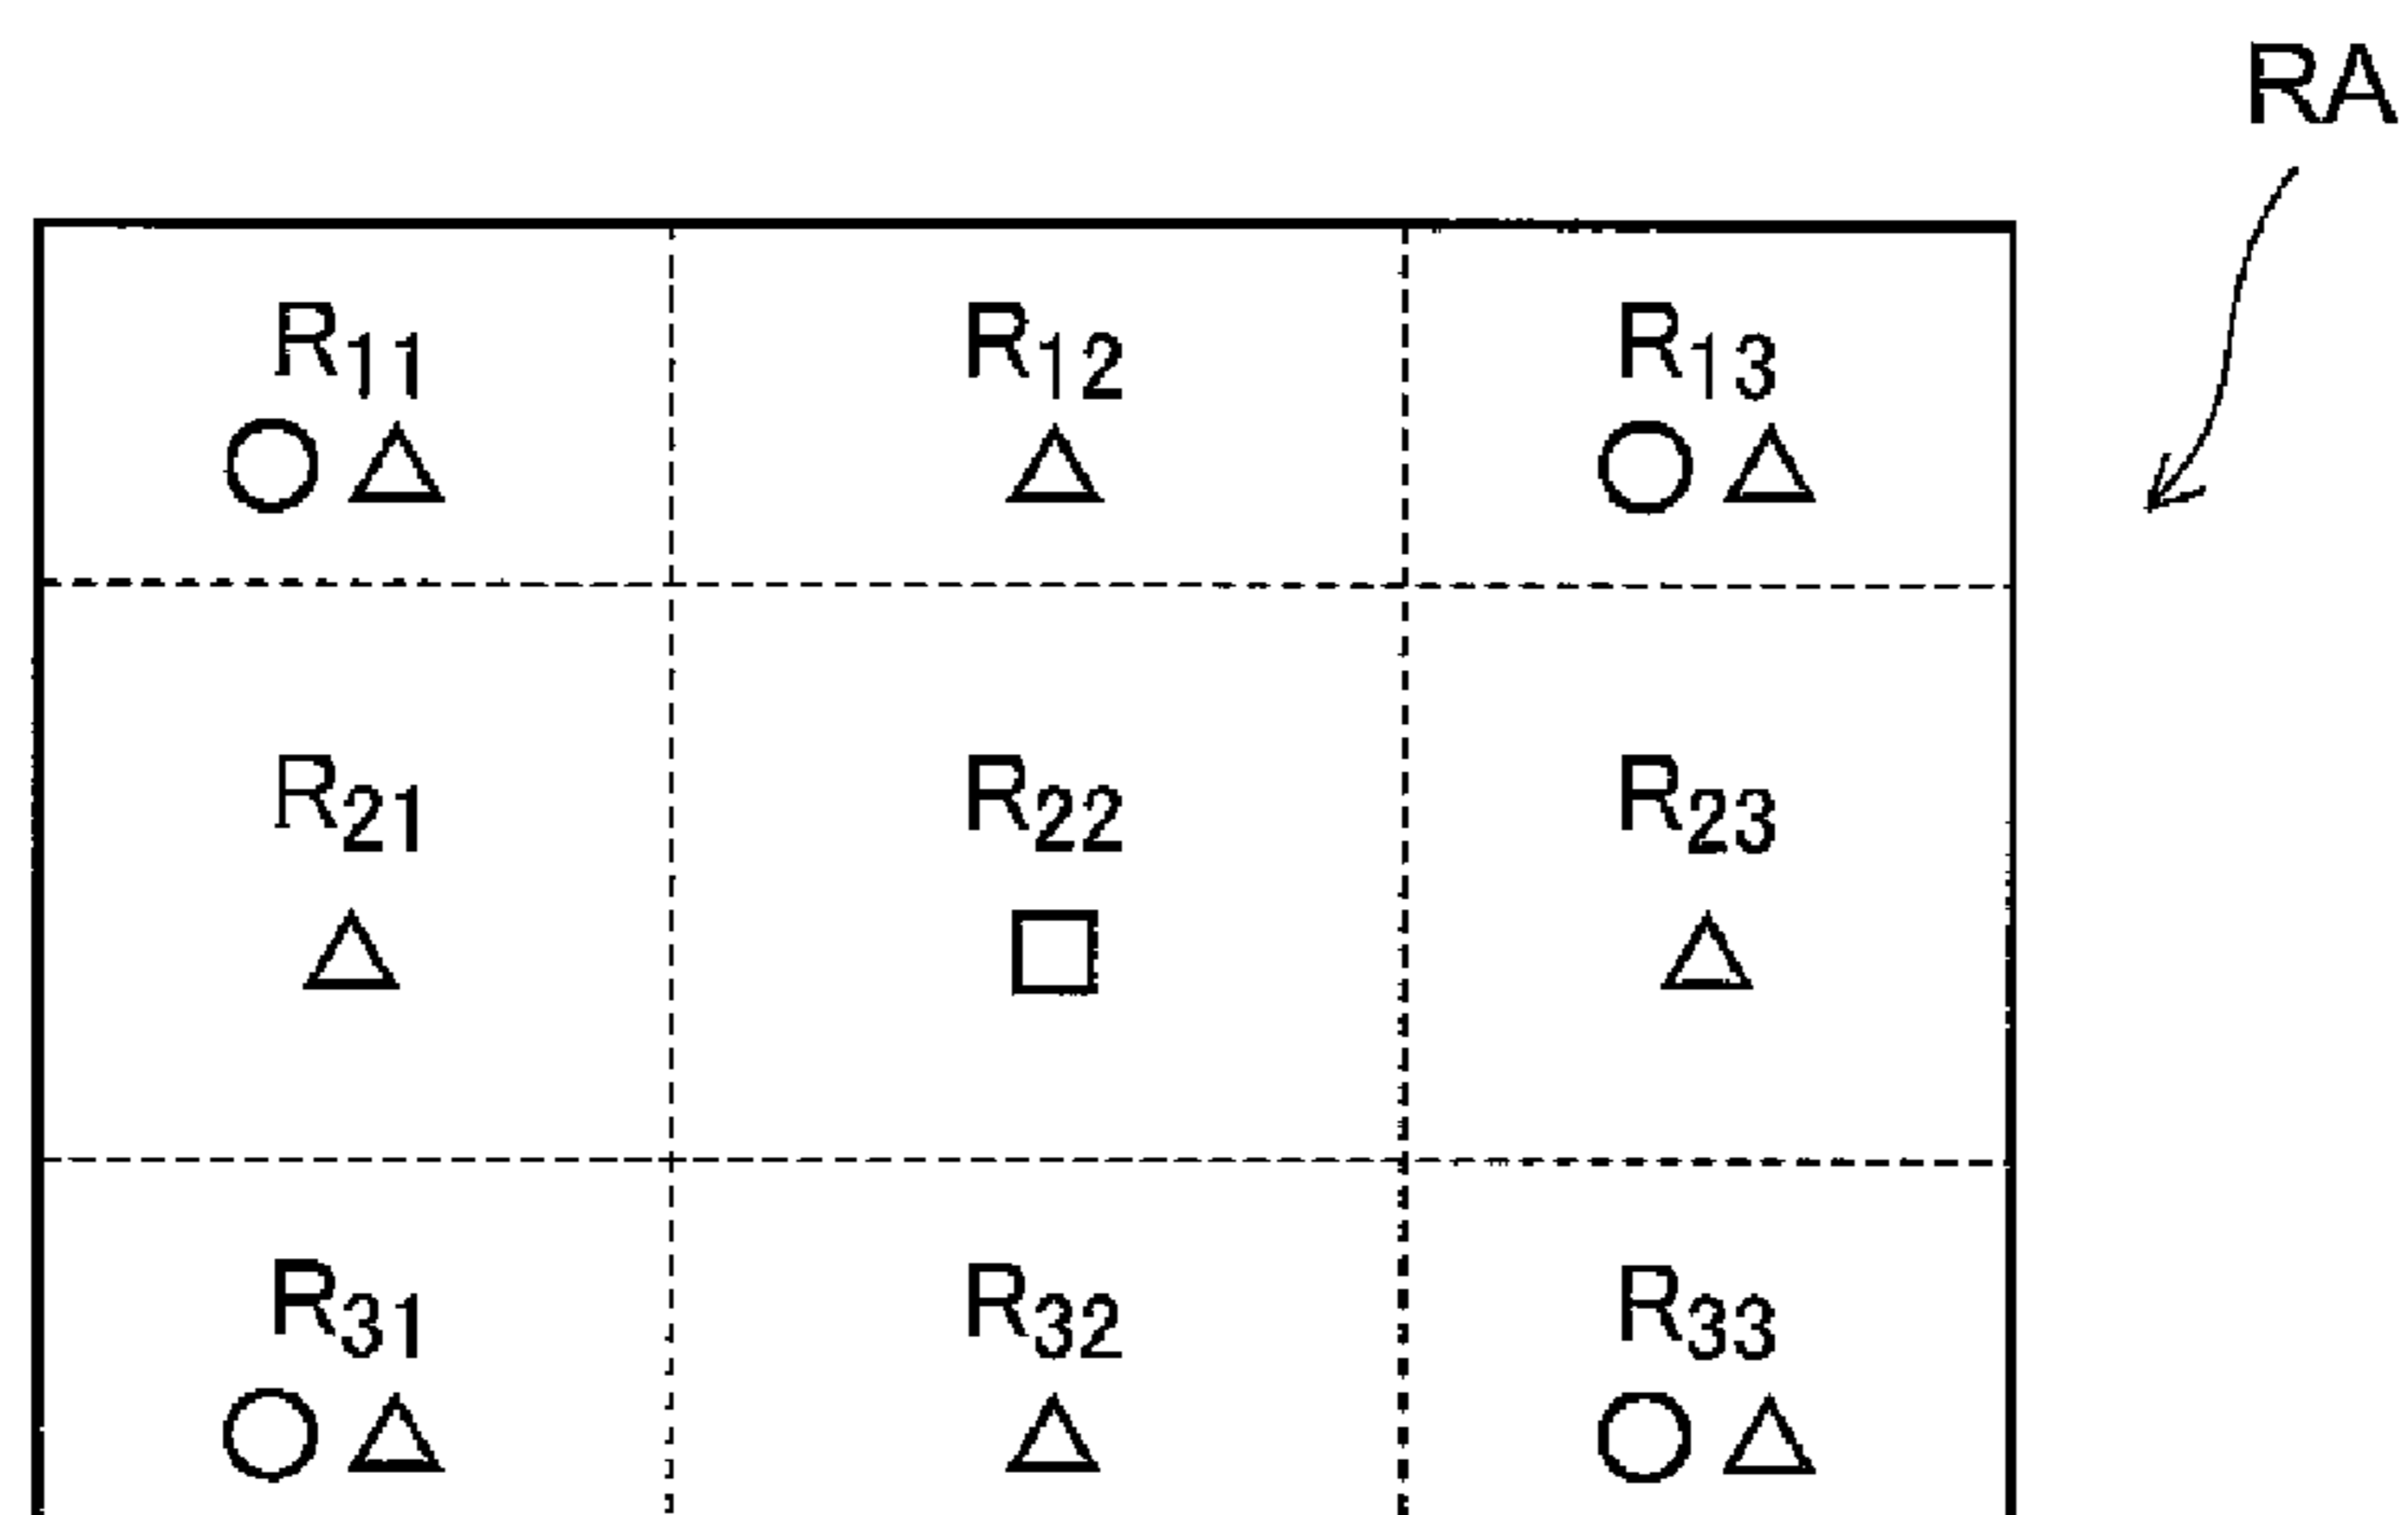 RA
R₁₁ R₁₂ R₁₃
○△ △ ○△
R₂₁ R₂₂ R₂₃
△ □ △
R₃₁ R₃₂ R₃₃
○△ △ ○△